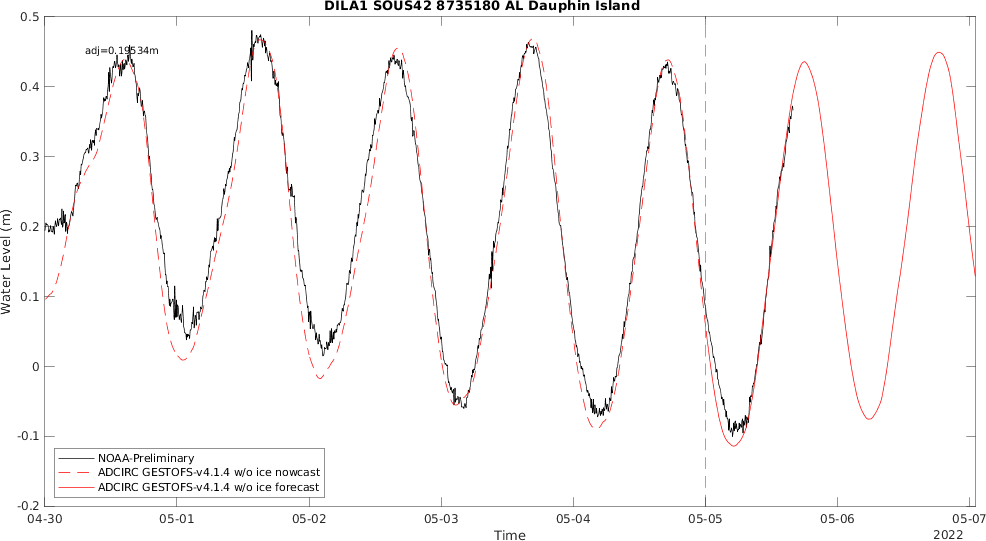 DILA1 SOUS42 8735180 AL Dauphin Island
adj=0.19534m
0.5
0.4
0.3
0.2
0.1
0
-0.1
-0.2
Water Level (m)
NOAA-Preliminary
ADCIRC GESTOFS-v4.1.4 w/o ice nowcast
ADCIRC GESTOFS-v4.1.4 w/o ice forecast
04-30 05-01 05-02 05-03 05-04 05-05 05-06 05-07
Time
2022